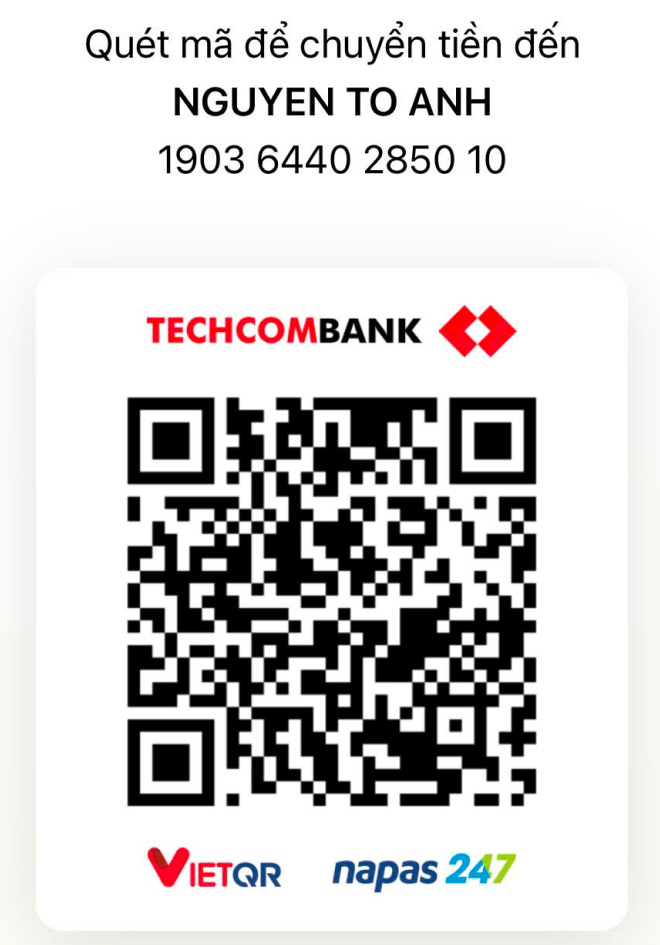 Quét mã để chuyển tiền đến
NGUYEN TO ANH
1903 6440 2850 10
TECHCOMBANK
VIETQR
napas 247